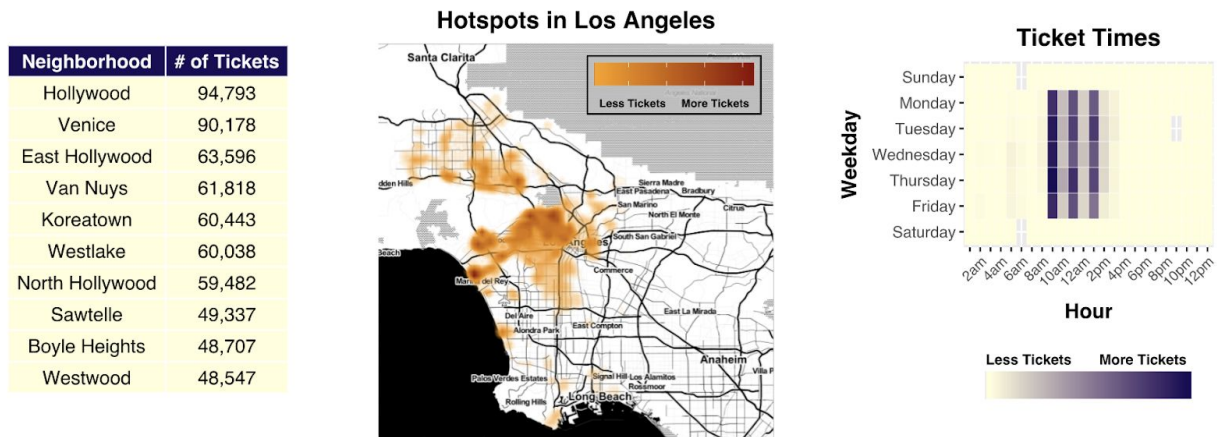 Neighborhood # of Tickets
Hollywood 94,793
Venice 90,178
East Hollywood 63,596
Van Nuys 61,818
Koreatown 60,443
Westlake 60,038
North Hollywood 59,482
Sawtelle 49,337
Boyle Heights 48,707
Westwood 48,547
Hotspots in Los Angeles
Santa Clarita
Less Tickets More Tickets
dden Hills
Sierra Madre
East Pasadena Bradbury
San Marino Citrus
North El Monte
South San Gabriel
Beach
Commerce
Del Rey
Del Aire
East La Mirada
Alondra Park East Compton
Anaheim
Villa P
Palos Verdes Estates Signal Hill Los Alamitos
Rossmoor
Rolling Hills Long Beach
Ticket Times
Weekday
Sunday
Monday
Tuesday
Wednesday
Thursday
Friday
Saturday
2am 4am 6am 8am 10am 12am 2pm 4pm 6pm 8pm 10pm 12pm
Hour
Less Tickets More Tickets